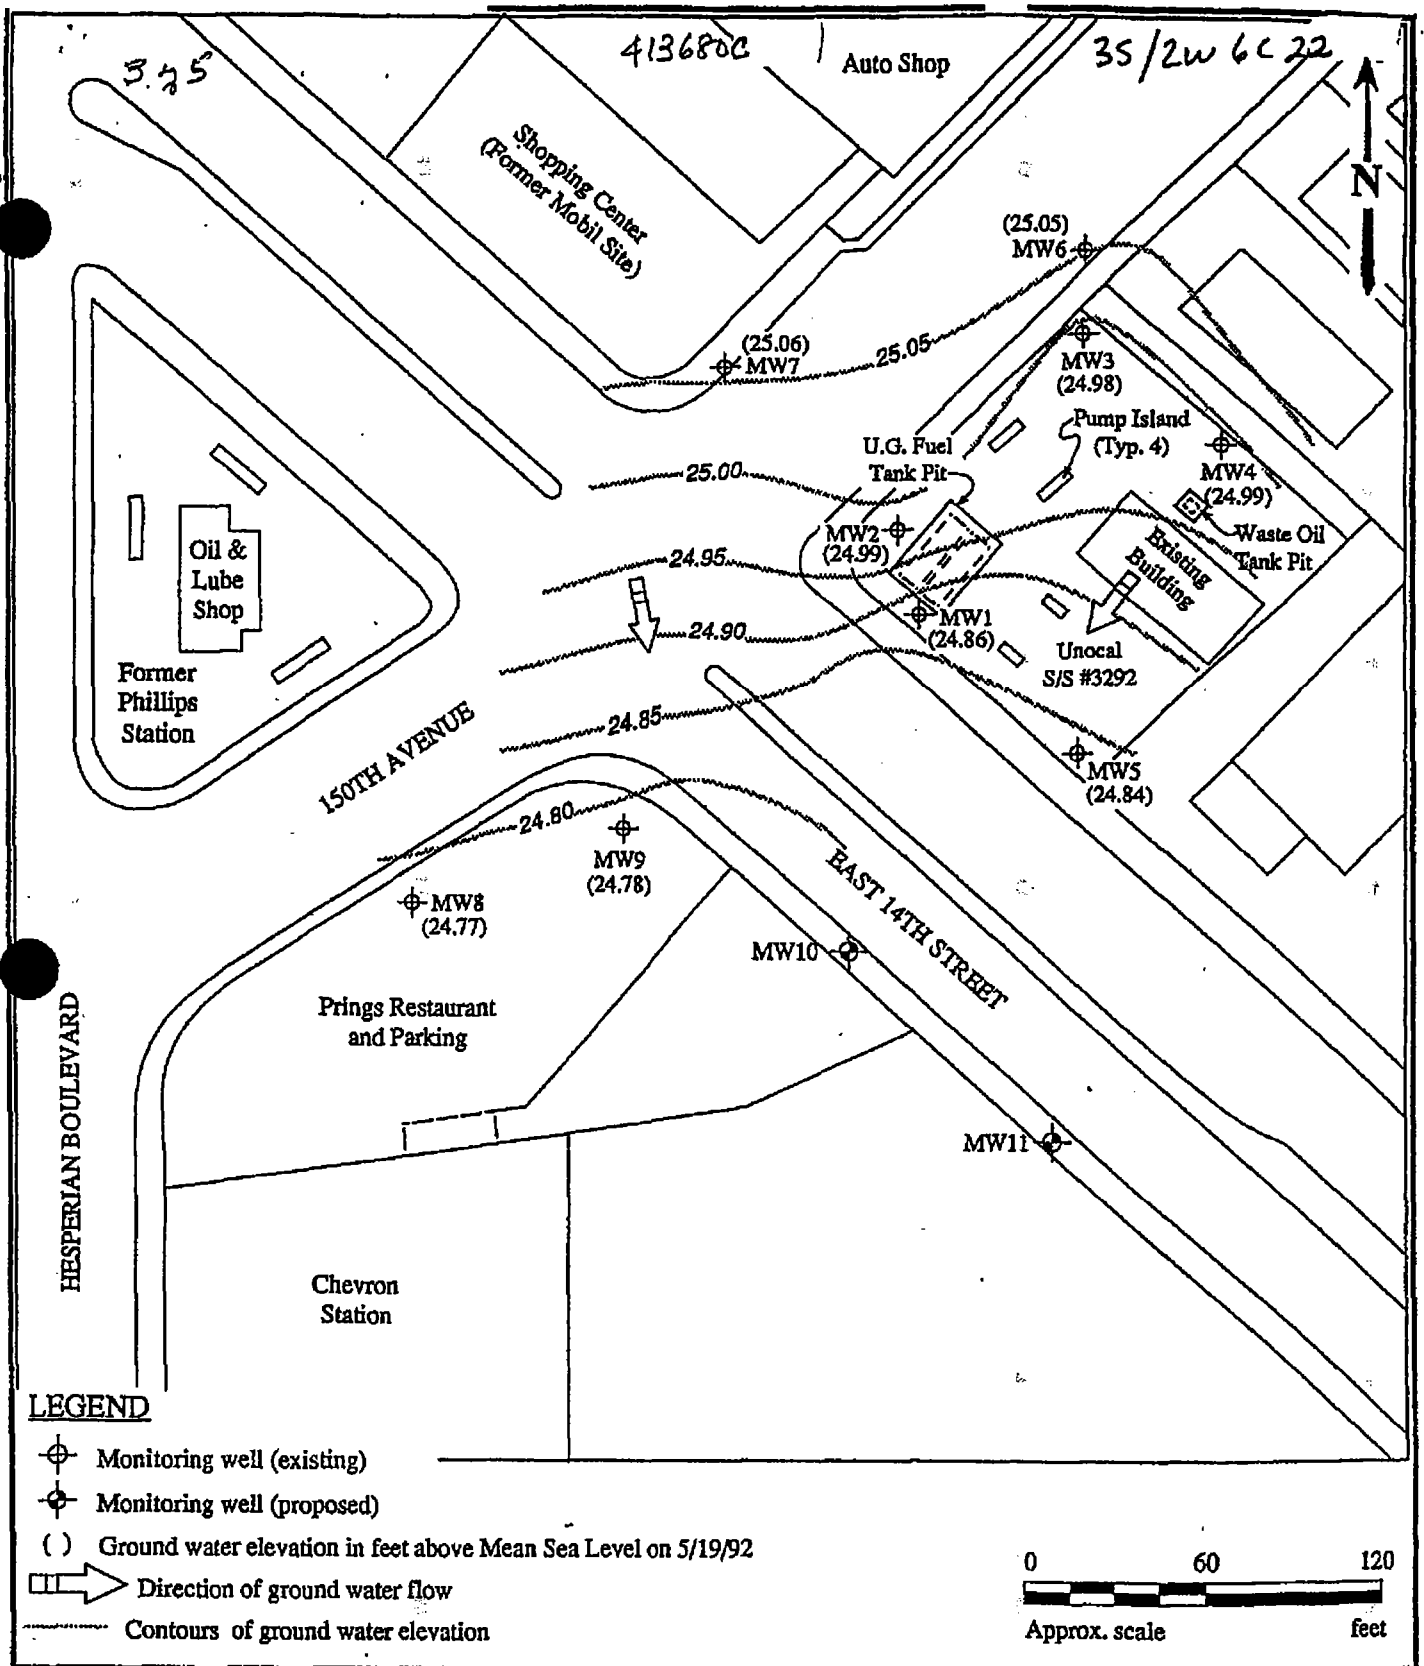 3.25
413680C
3S/2W 6C 22
Auto Shop
N
Shopping Center
(Former Mobil Site)
(25.05)
MW6
(25.06)
MW7
25.05
MW3
(24.98)
Pump Island
(Typ. 4)
U.G. Fuel
Tank Pit
25.00
MW4
(24.99)
MW2
(24.99)
Waste Oil
Tank Pit
Existing
Building
24.95
Oil &
Lube
Shop
24.90
MW1
(24.86)
Unocal
S/S #3292
Former
Phillips
Station
24.85
150TH AVENUE
MW5
(24.84)
24.80
MW9
(24.78)
EAST 14TH STREET
MW8
(24.77)
MW10
Prings Restaurant
and Parking
HESPERIAN BOULEVARD
MW11
Chevron
Station
LEGEND
Monitoring well (existing)
Monitoring well (proposed)
( ) Ground water elevation in feet above Mean Sea Level on 5/19/92
Direction of ground water flow
Contours of ground water elevation
0 60 120
Approx. scale feet